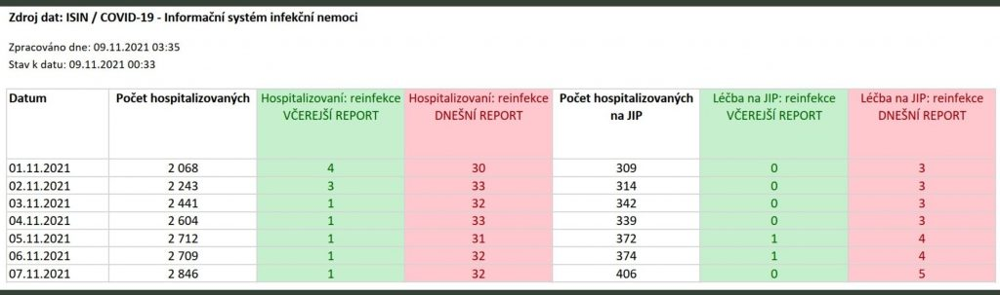 Zdroj dat: ISIN / COVID-19 - Informační systém infekční nemoci
Zpracováno dne: 09.11.2021 03:35
Stav k datu: 09.11.2021 00:33
Datum Počet hospitalizovaných Hospitalizovaní: reinfekce Hospitalizovaní: reinfekce Počet hospitalizovaných Léčba na JIP: reinfekce Léčba na JIP: reinfekce
VČEREJŠÍ REPORT DNEŠNÍ REPORT na JIP VČEREJŠÍ REPORT DNEŠNÍ REPORT
01.11.2021 2 068 4 30 309 0 3
02.11.2021 2 243 3 33 314 0 3
03.11.2021 2 441 1 32 342 0 3
04.11.2021 2 604 1 33 339 0 3
05.11.2021 2 712 1 31 372 1 4
06.11.2021 2 709 1 32 374 1 4
07.11.2021 2 846 1 32 406 0 5